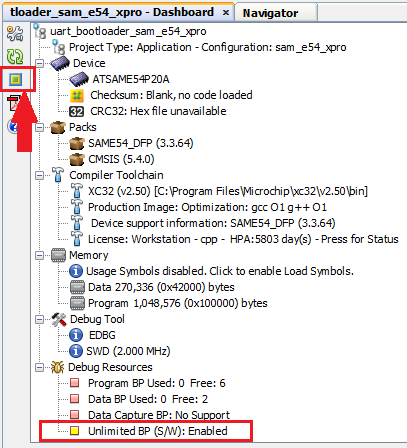 tloader_sam_e54_xpro - Dashboard × Navigator
uart_bootloader_sam_e54_xpro
Project Type: Application - Configuration: sam_e54_xpro
Device
ATSAME54P20A
Checksum: Blank, no code loaded
32 CRC32: Hex file unavailable
Packs
SAME54_DFP (3.3.64)
CMSIS (5.4.0)
Compiler Toolchain
XC32 (v2.50) [C:\Program Files\Microchip\xc32\v2.50\bin]
Production Image: Optimization: gcc O1 g++ O1
Device support information: SAME54_DFP (3.3.64)
License: Workstation - cpp - HPA:5803 day(s) - Press for Status
Memory
Usage Symbols disabled. Click to enable Load Symbols.
Data 270,336 (0x42000) bytes
Program 1,048,576 (0x100000) bytes
Debug Tool
EDBG
SWD (2.000 MHz)
Debug Resources
Program BP Used: 0 Free: 6
Data BP Used: 0 Free: 2
Data Capture BP: No Support
Unlimited BP (S/W): Enabled